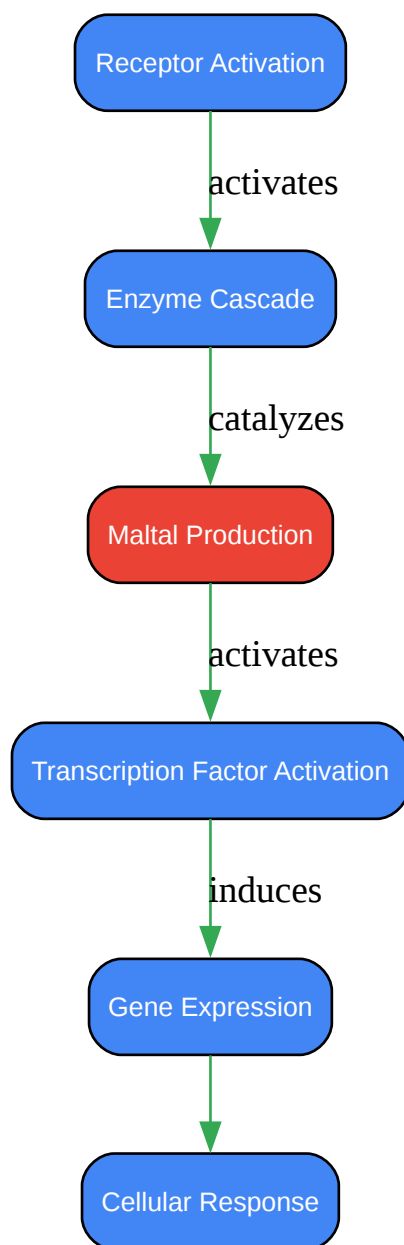 Receptor Activation
activates
Enzyme Cascade
catalyzes
Maltal Production
activates
Transcription Factor Activation
induces
Gene Expression
Cellular Response